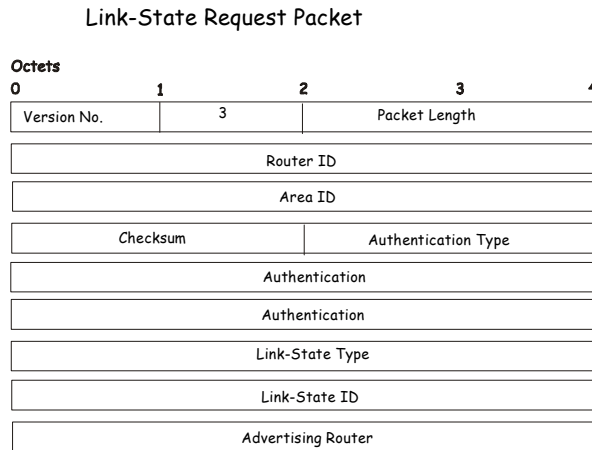 Link-State Request Packet
Octets
0 1 2 3 4
Version No. 3 Packet Length
Router ID
Area ID
Checksum Authentication Type
Authentication
Authentication
Link-State Type
Link-State ID
Advertising Router